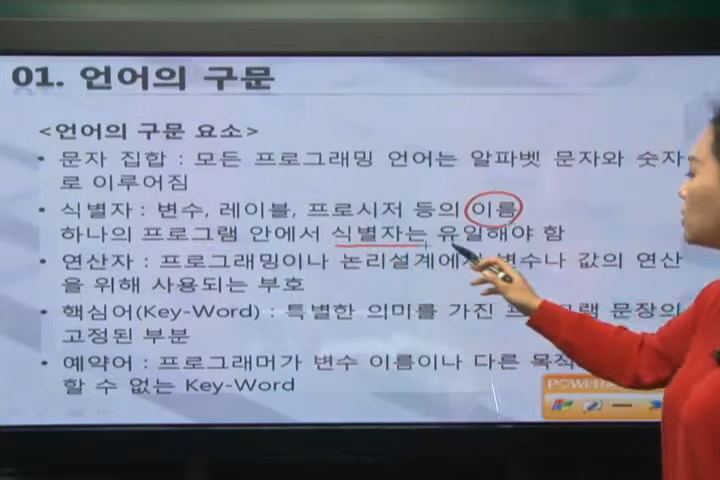 01. 언어의 구문
<언어의 구문 요소>
• 문자 집합 : 모든 프로그래밍 언어는 알파벳 문자와 숫자
로 이루어짐
• 식별자 : 변수, 레이블, 프로시저 등의 이름
하나의 프로그램 안에서 식별자는 유일해야 함
• 연산자 : 프로그래밍이나 논리설계에서 변수나 값의 연산
을 위해 사용되는 부호
• 핵심어(Key-Word) : 특별한 의미를 가진 프로그램 문장의
고정된 부분
• 예약어 : 프로그래머가 변수 이름이나 다른
할 수 없는 Key-Word